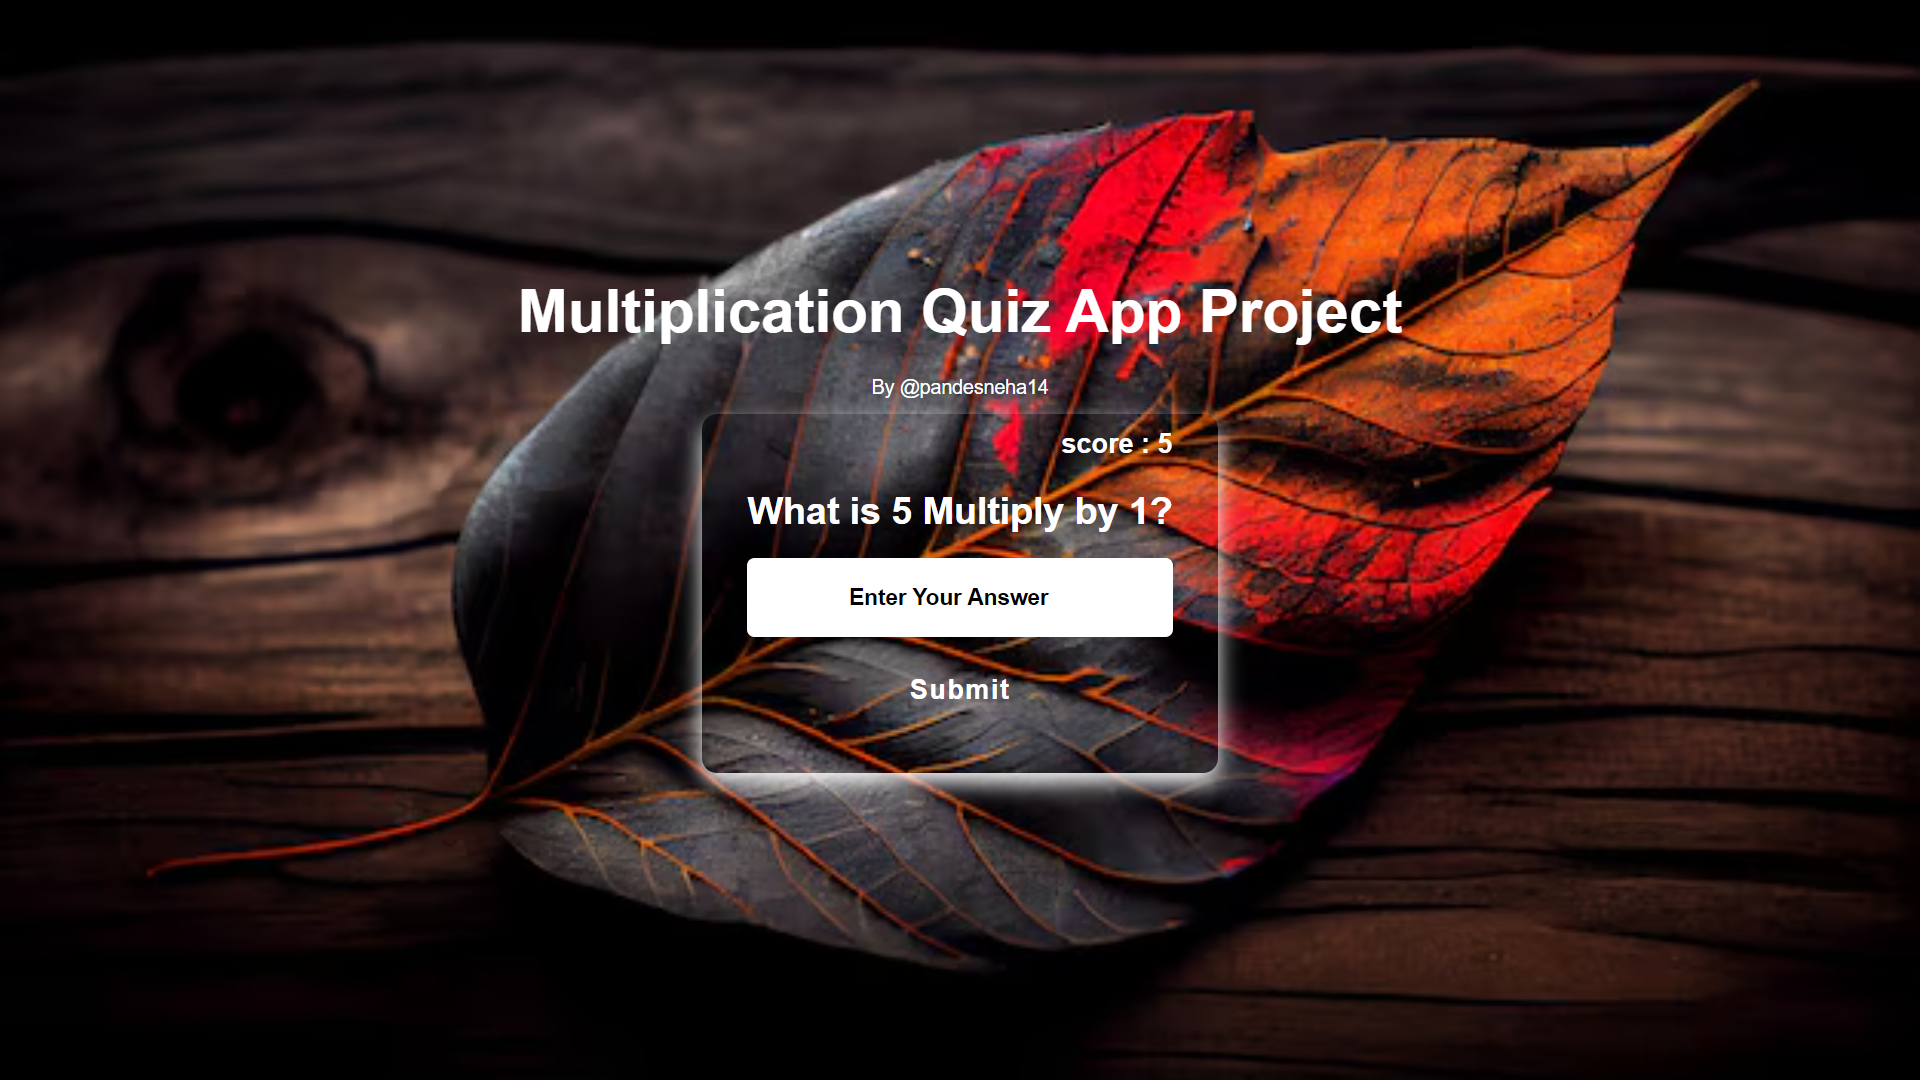 Multiplication Quiz App Project
By @pandesneha14
score : 5
What is 5 Multiply by 1?
Enter Your Answer
Submit